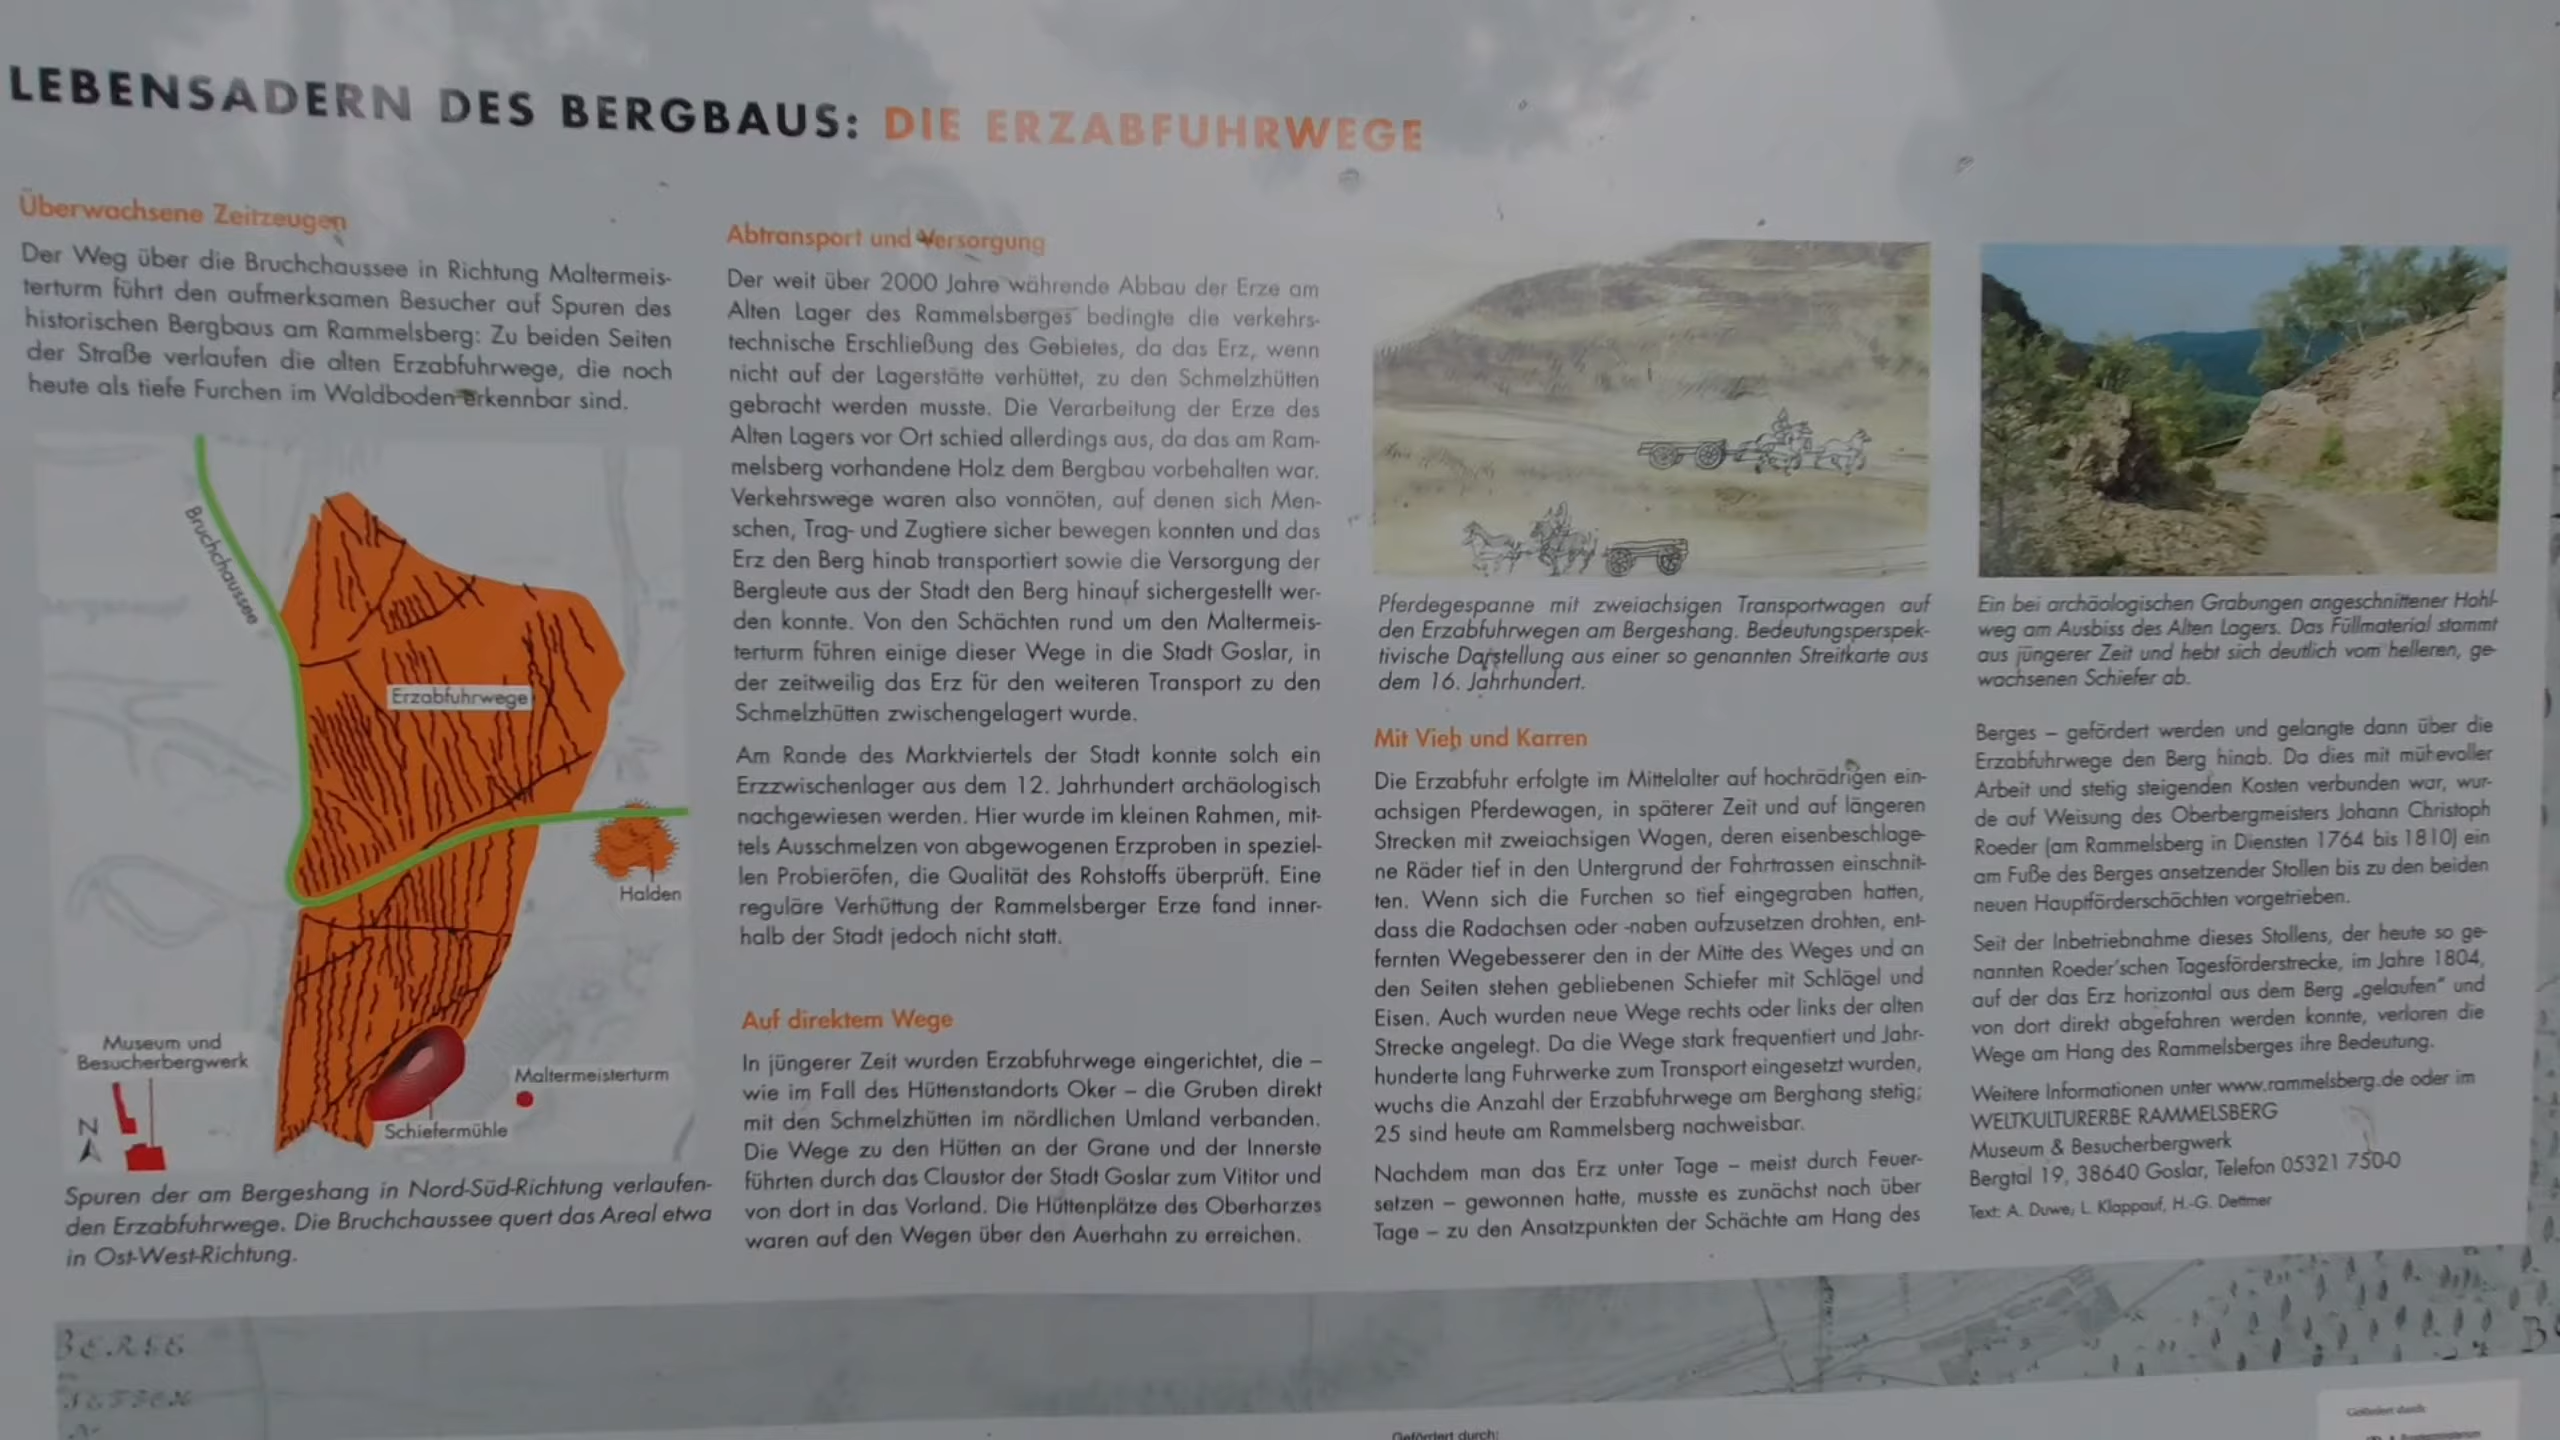 LEBENSADERN DES BERGBAUS: DIE ERZABFUHRWEGE
Überwachsene Zeitzeugen
Der Weg über die Bruchchaussee in Richtung Maltermeis-
terturm führt den aufmerksamen Besucher auf Spuren des
historischen Bergbaus am Rammelsberg: Zu beiden Seiten
der Straße verlaufen die alten Erzabfuhrwege, die noch
heute als tiefe Furchen im Waldboden erkennbar sind.
Bruchchaussee
Erzabfuhrwege
Halden
Museum und
Besucherbergwerk
Maltermeisterturm
N
Schiefermühle
Spuren der am Bergeshang in Nord-Süd-Richtung verlaufen-
den Erzabfuhrwege. Die Bruchchaussee quert das Areal etwa
in Ost-West-Richtung.
Abtransport und Versorgung
Der weit über 2000 Jahre währende Abbau der Erze am
Alten Lager des Rammelsberges bedingte die verkehrs-
technische Erschließung des Gebietes, da das Erz, wenn
nicht auf der Lagerstätte verhüttet, zu den Schmelzhütten
gebracht werden musste. Die Verarbeitung der Erze des
Alten Lagers vor Ort schied allerdings aus, da das am Ram-
melsberg vorhandene Holz dem Bergbau vorbehalten war.
Verkehrswege waren also vonnöten, auf denen sich Men-
schen, Trag- und Zugtiere sicher bewegen konnten und das
Erz den Berg hinab transportiert sowie die Versorgung der
Bergleute aus der Stadt den Berg hinauf sichergestellt wer-
den konnte. Von den Schächten rund um den Maltermeis-
terturm führen einige dieser Wege in die Stadt Goslar, in
der zeitweilig das Erz für den weiteren Transport zu den
Schmelzhütten zwischengelagert wurde.
Am Rande des Marktviertels der Stadt konnte solch ein
Erzzwischenlager aus dem 12. Jahrhundert archäologisch
nachgewiesen werden. Hier wurde im kleinen Rahmen, mit-
tels Ausschmelzen von abgewogenen Erzproben in speziel-
len Probieröfen, die Qualität des Rohstoffs überprüft. Eine
reguläre Verhüttung der Rammelsberger Erze fand inner-
halb der Stadt jedoch nicht statt.
Auf direktem Wege
In jüngerer Zeit wurden Erzabfuhrwege eingerichtet, die –
wie im Fall des Hüttenstandorts Oker – die Gruben direkt
mit den Schmelzhütten im nördlichen Umland verbanden.
Die Wege zu den Hütten an der Grane und der Innerste
führten durch das Claustor der Stadt Goslar zum Vititor und
von dort in das Vorland. Die Hüttenplätze des Oberharzes
waren auf den Wegen über den Auerhahn zu erreichen.
Pferdegespanne mit zweiachsigen Transportwagen auf
den Erzabfuhrwegen am Bergeshang. Bedeutungsperspek-
tivische Darstellung aus einer so genannten Streitkarte aus
dem 16. Jahrhundert.
Mit Vieh und Karren
Die Erzabfuhr erfolgte im Mittelalter auf hochrädrigen ein-
achsigen Pferdewagen, in späterer Zeit und auf längeren
Strecken mit zweiachsigen Wagen, deren eisenbeschlage-
ne Räder tief in den Untergrund der Fahrtrassen einschnit-
ten. Wenn sich die Furchen so tief eingegraben hatten,
dass die Radachsen oder -naben aufzusetzen drohten, ent-
fernten Wegebesserer den in der Mitte des Weges und an
den Seiten stehen gebliebenen Schiefer mit Schlägel und
Eisen. Auch wurden neue Wege rechts oder links der alten
Strecke angelegt. Da die Wege stark frequentiert und Jahr-
hunderte lang Fuhrwerke zum Transport eingesetzt wurden,
wuchs die Anzahl der Erzabfuhrwege am Berghang stetig;
25 sind heute am Rammelsberg nachweisbar.
Nachdem man das Erz unter Tage – meist durch Feuer-
setzen – gewonnen hatte, musste es zunächst nach über
Tage – zu den Ansatzpunkten der Schächte am Hang des
Ein bei archäologischen Grabungen angeschnittener Hohl-
weg am Ausbiss des Alten Lagers. Das Füllmaterial stammt
aus jüngerer Zeit und hebt sich deutlich vom helleren, ge-
wachsenen Schiefer ab.
Berges – gefördert werden und gelangte dann über die
Erzabfuhrwege den Berg hinab. Da dies mit mühevoller
Arbeit und stetig steigenden Kosten verbunden war, wur-
de auf Weisung des Oberbergmeisters Johann Christoph
Roeder (am Rammelsberg in Diensten 1764 bis 1810) ein
am Fuße des Berges ansetzender Stollen bis zu den beiden
neuen Hauptförderschächten vorgetrieben.
Seit der Inbetriebnahme dieses Stollens, der heute so ge-
nannten Roeder'schen Tagesförderstrecke, im Jahre 1804,
auf der das Erz horizontal aus dem Berg „gelaufen“ und
von dort direkt abgefahren werden konnte, verloren die
Wege am Hang des Rammelsberges ihre Bedeutung.
Weitere Informationen unter www.rammelsberg.de oder im
WELTKULTURERBE RAMMELSBERG
Museum & Besucherbergwerk
Bergtal 19, 38640 Goslar, Telefon 05321 750-0
Text: A. Duwe, L. Klappauf, H.-G. Dettmer
Gefördert durch:
Gefördert durch: